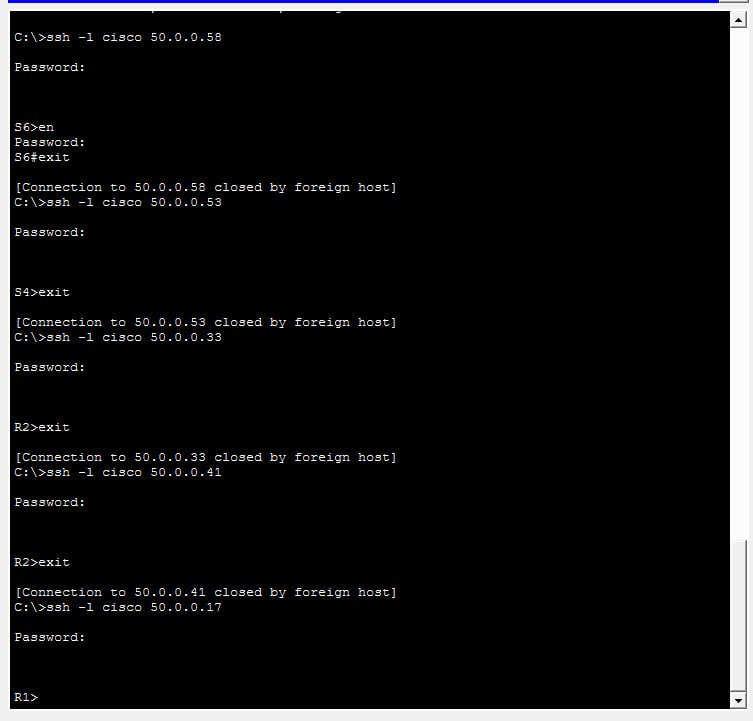 C:\>ssh -l cisco 50.0.0.58
Password:
S6>en
Password:
S6#exit
[Connection to 50.0.0.58 closed by foreign host]
C:\>ssh -l cisco 50.0.0.53
Password:
S4>exit
[Connection to 50.0.0.53 closed by foreign host]
C:\>ssh -l cisco 50.0.0.33
Password:
R2>exit
[Connection to 50.0.0.33 closed by foreign host]
C:\>ssh -l cisco 50.0.0.41
Password:
R2>exit
[Connection to 50.0.0.41 closed by foreign host]
C:\>ssh -l cisco 50.0.0.17
Password:
R1>